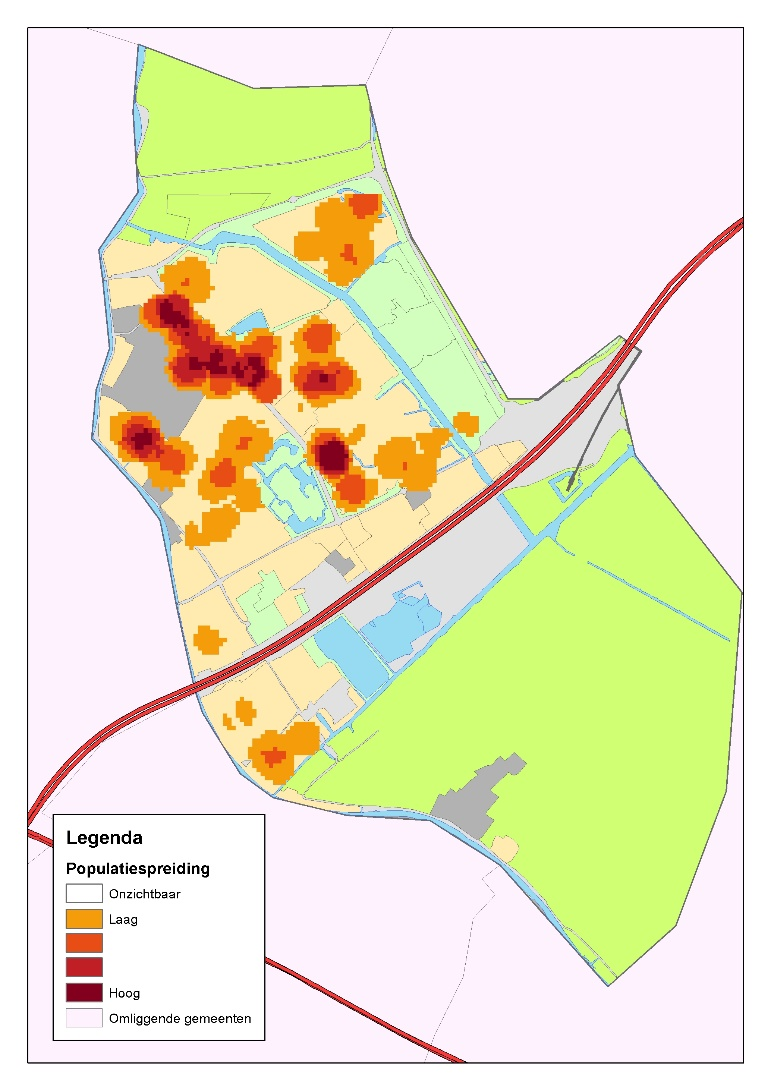 Legenda
Populatiespreiding
Onzichtbaar
Laag
Hoog
Omliggende gemeenten